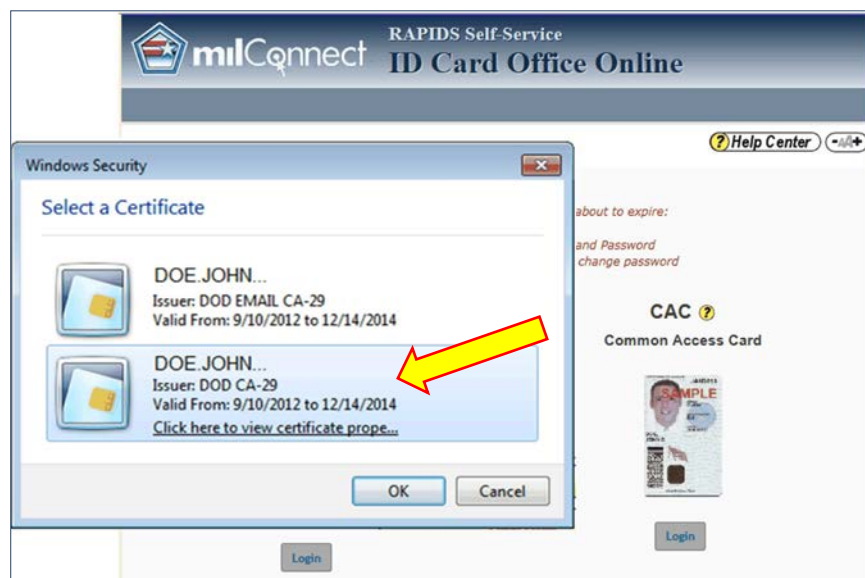 milConnect
RAPIDS Self-Service
ID Card Office Online
? Help Center
-AA+
Windows Security
Select a Certificate
DOE.JOHN...
Issuer: DOD EMAIL CA-29
Valid From: 9/10/2012 to 12/14/2014
DOE.JOHN...
Issuer: DOD CA-29
Valid From: 9/10/2012 to 12/14/2014
Click here to view certificate prope...
OK
Cancel
about to expire:
and Password
change password
CAC ?
Common Access Card
SAMPLE
Login
Login